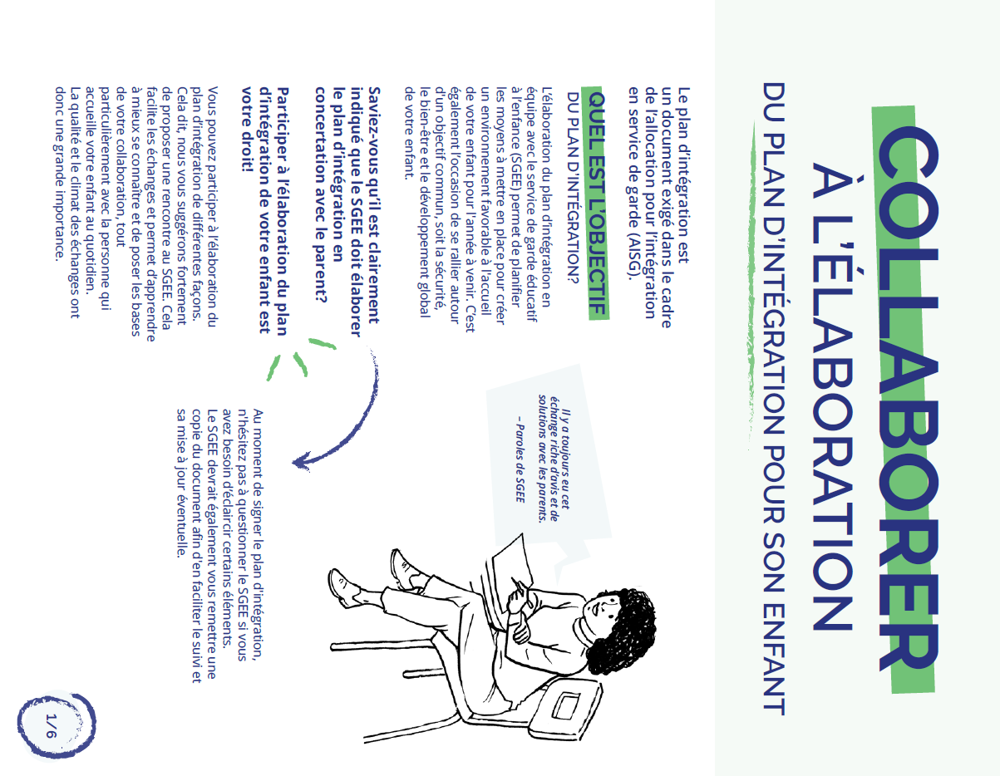 COLLABORER
À L'ÉLABORATION
DU PLAN D'INTÉGRATION POUR SON ENFANT
Le plan d'intégration est
un document exigé dans le cadre
de l'allocation pour l'intégration
en service de garde (AISG).
QUEL EST L'OBJECTIF
DU PLAN D'INTÉGRATION?
L'élaboration du plan d'intégration en
équipe avec le service de garde éducatif
à l'enfance (SGEE) permet de planifier
les moyens à mettre en place pour créer
un environnement favorable à l'accueil
de votre enfant pour l'année à venir. C'est
également l'occasion de se rallier autour
d'un objectif commun, soit la sécurité,
le bien-être et le développement global
de votre enfant.
Saviez-vous qu'il est clairement
indiqué que le SGEE doit élaborer
le plan d'intégration en
concertation avec le parent?
Participer à l'élaboration du plan
d'intégration de votre enfant est
votre droit!
Vous pouvez participer à l'élaboration du
plan d'intégration de différentes façons.
Cela dit, nous vous suggérons fortement
de proposer une rencontre au SGEE. Cela
facilite les échanges et permet d'apprendre
à mieux se connaître et de poser les bases
de votre collaboration, tout
particulièrement avec la personne qui
accueille votre enfant au quotidien.
La qualité et le climat des échanges ont
donc une grande importance.
Il y a toujours eu cet
échange riche d'avis et de
solutions avec les parents.
– Paroles de SGEE
Au moment de signer le plan d'intégration,
n'hésitez pas à questionner le SGEE si vous
avez besoin d'éclaircir certains éléments.
Le SGEE devrait également vous remettre une
copie du document afin d'en faciliter le suivi et
sa mise à jour éventuelle.
1/6